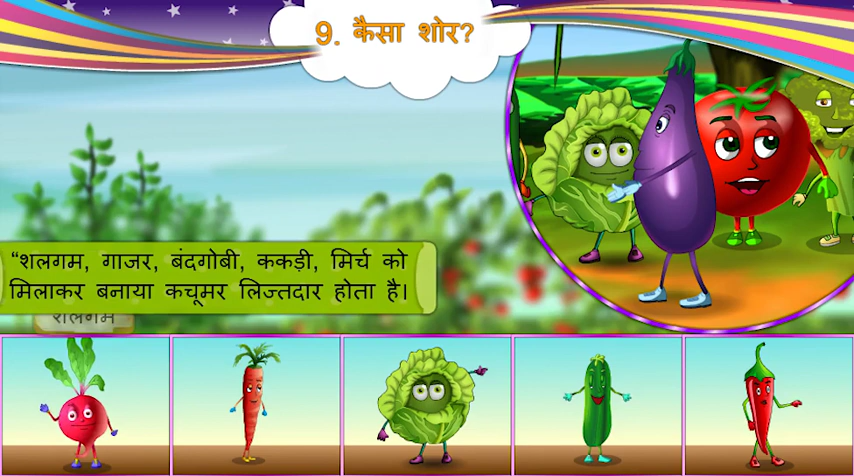 9. कैसा शोर?
“शलगम, गाजर, बंदगोबी, ककड़ी, मिर्च को
मिलाकर बनाया कचूमर लिज्तदार होता है।
शलगम